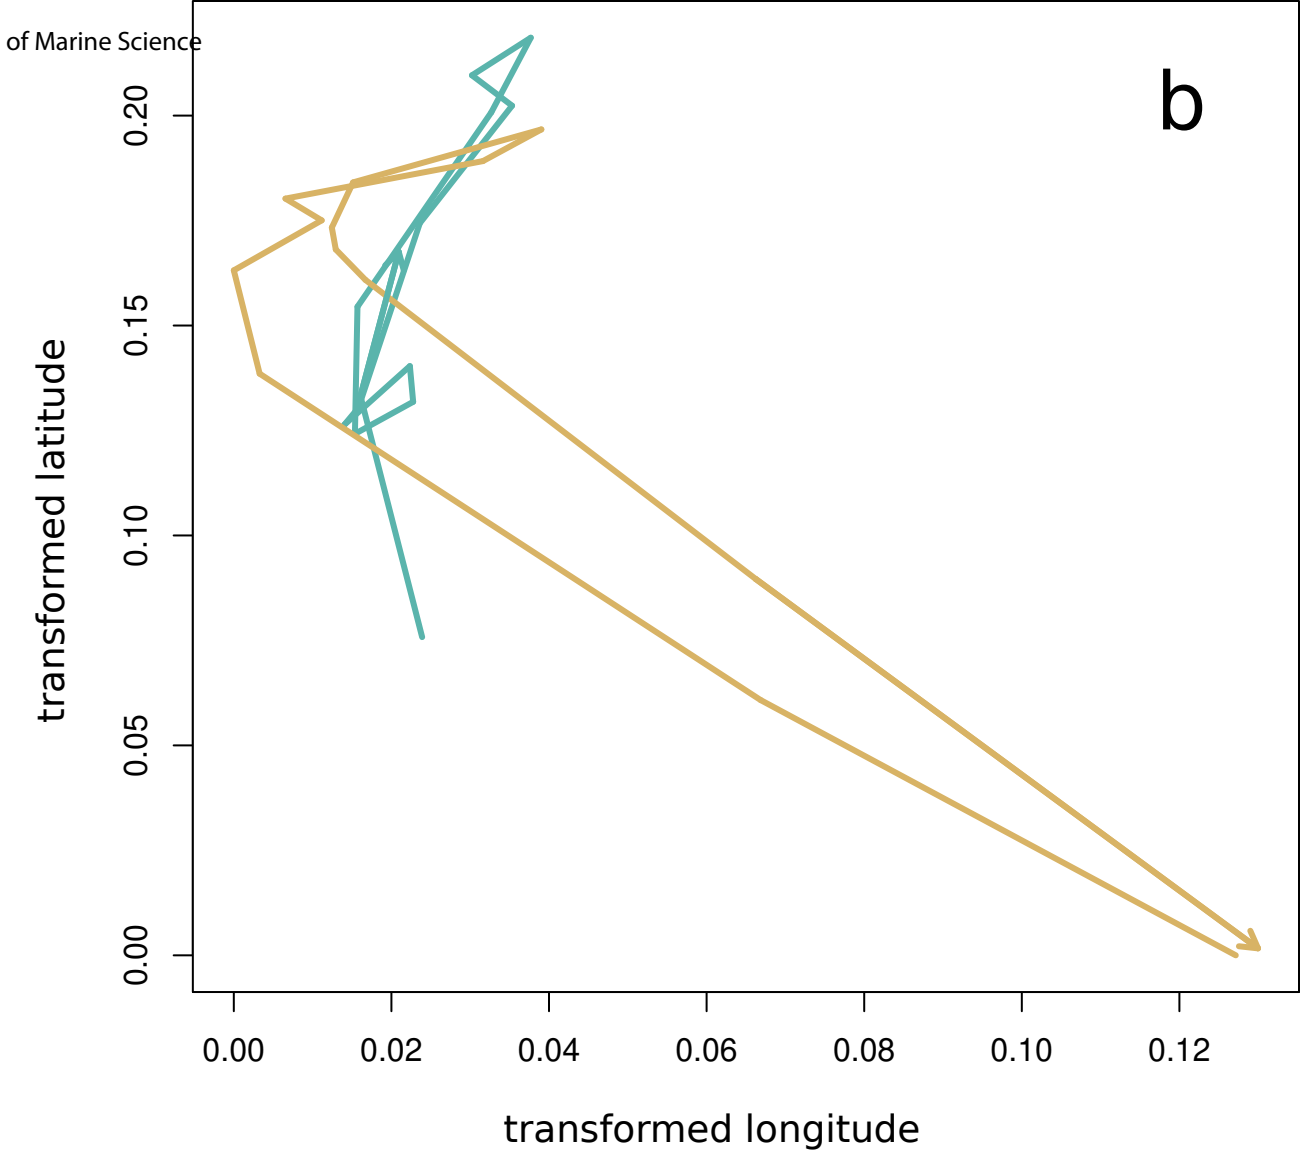 of Marine Science
b
0.20
0.15
0.10
0.05
0.00
transformed latitude
0.00 0.02 0.04 0.06 0.08 0.10 0.12
transformed longitude